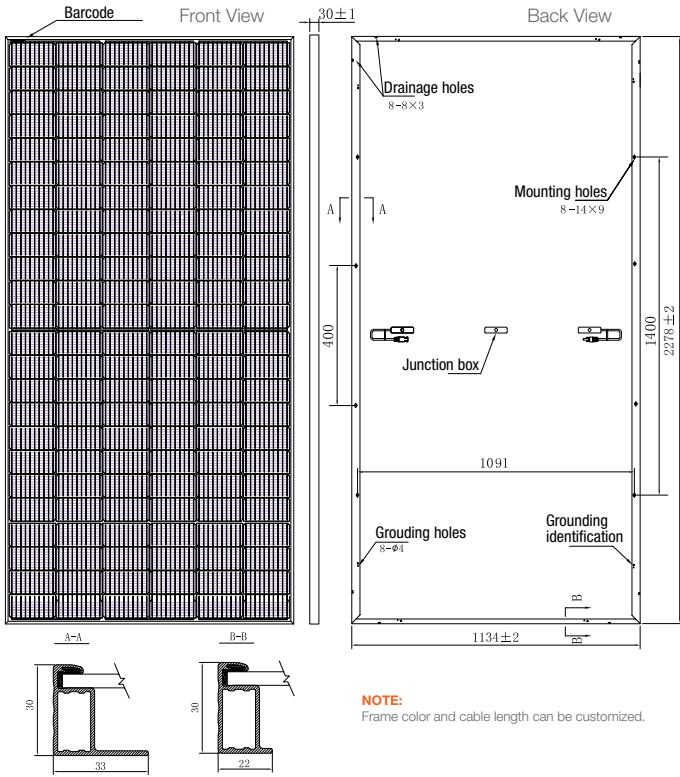 Barcode
Front View
30±1
Back View
Drainage holes
8-8×3
Mounting holes
8-14×9
A
A
400
1400
2278±2
Junction box
1091
Grouding holes
8-ø4
Grounding
identification
B
B
1134±2
A-A
B-B
30
33
30
22
NOTE:
Frame color and cable length can be customized.